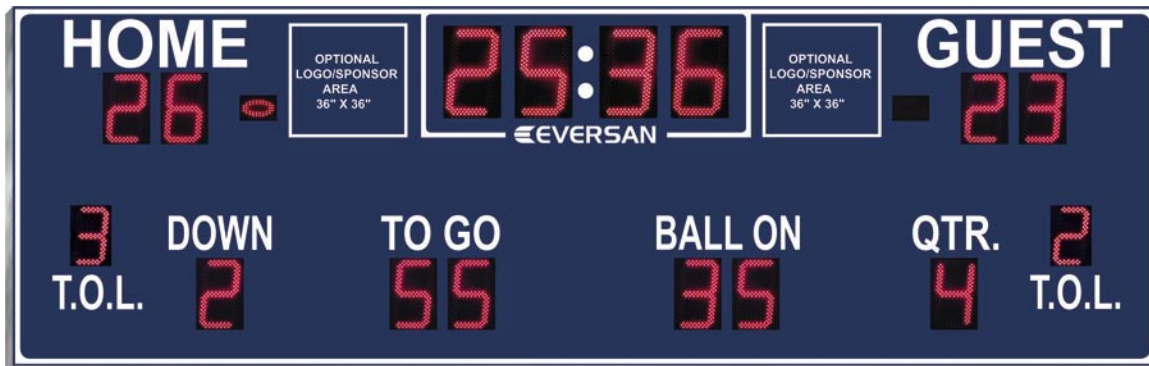 HOME
OPTIONAL
LOGO/SPONSOR
AREA
36" X 36"
25:36
OPTIONAL
LOGO/SPONSOR
AREA
36" X 36"
GUEST
26
23
EVERSAN
3
DOWN
TO GO
BALL ON
QTR.
2
T.O.L.
2
55
35
4
T.O.L.